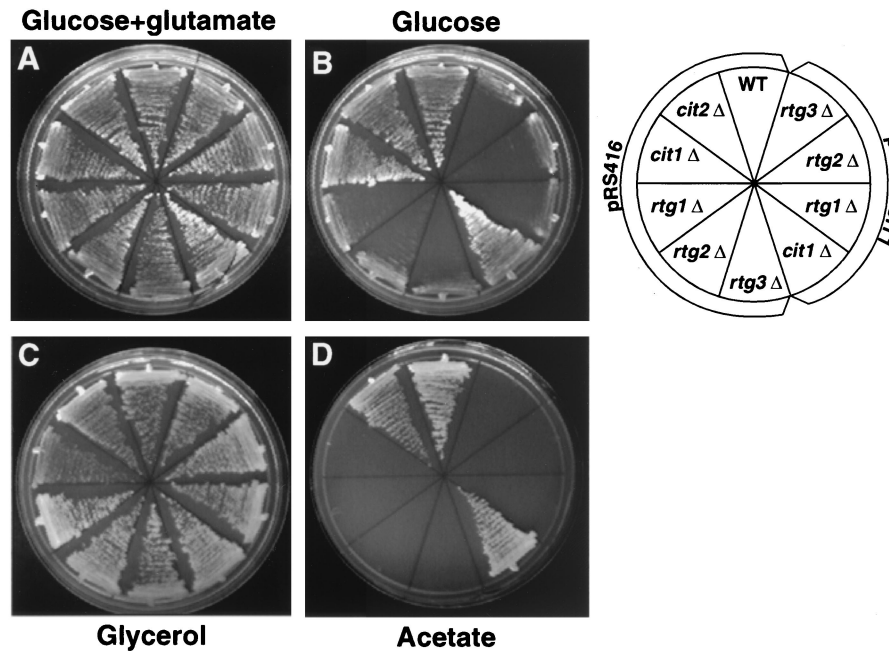 Glucose+glutamate
Glucose
A
B
WT
cit2 Δ
rtg3 Δ
cit1 Δ
rtg2 Δ
pRS416
rtg1 Δ
rtg1 Δ
rtg2 Δ
cit1 Δ
rtg3 Δ
C
D
Glycerol
Acetate